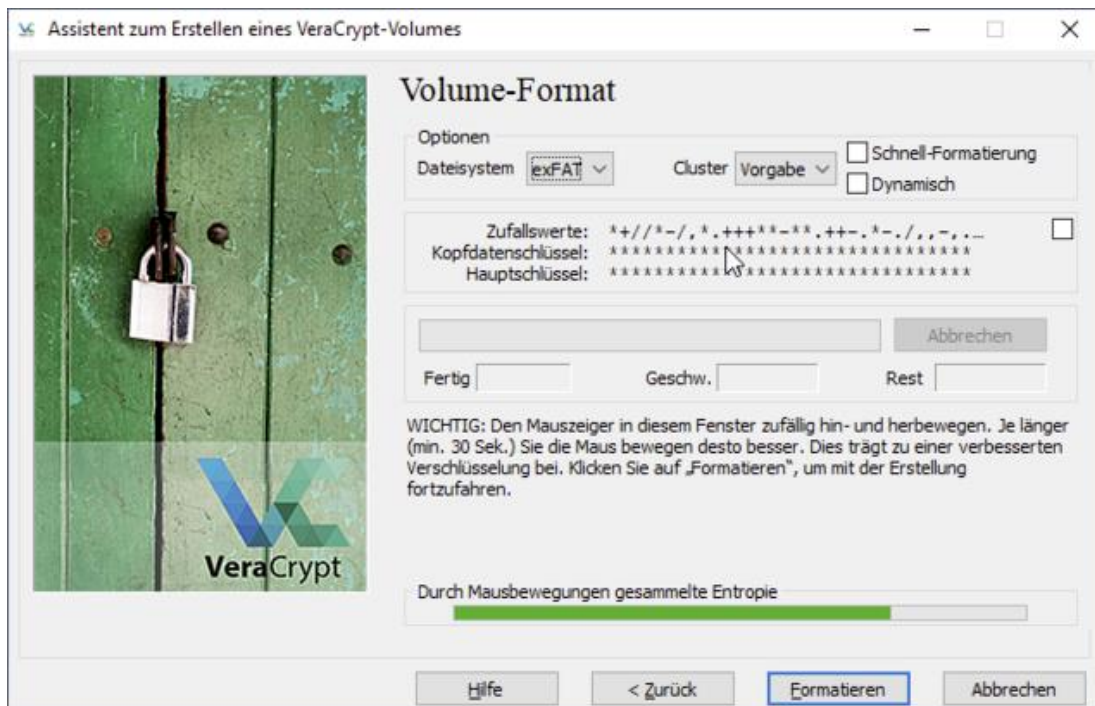 Assistent zum Erstellen eines VeraCrypt-Volumes
Volume-Format
Optionen
Dateisystem exFAT Cluster Vorgabe Schnell-Formatierung
Dynamisch
Zufallswerte: *+//*-/,*.+++**-**.++-.*-./,,-,.…
Kopfdatenschlüssel: ********************************
Hauptschlüssel: ********************************
Abbrechen
Fertig Geschw. Rest
WICHTIG: Den Mauszeiger in diesem Fenster zufällig hin- und herbewegen. Je länger
(min. 30 Sek.) Sie die Maus bewegen desto besser. Dies trägt zu einer verbesserten
Verschlüsselung bei. Klicken Sie auf „Formatieren“, um mit der Erstellung
fortzufahren.
VeraCrypt
Durch Mausbewegungen gesammelte Entropie
Hilfe < Zurück Formatieren Abbrechen